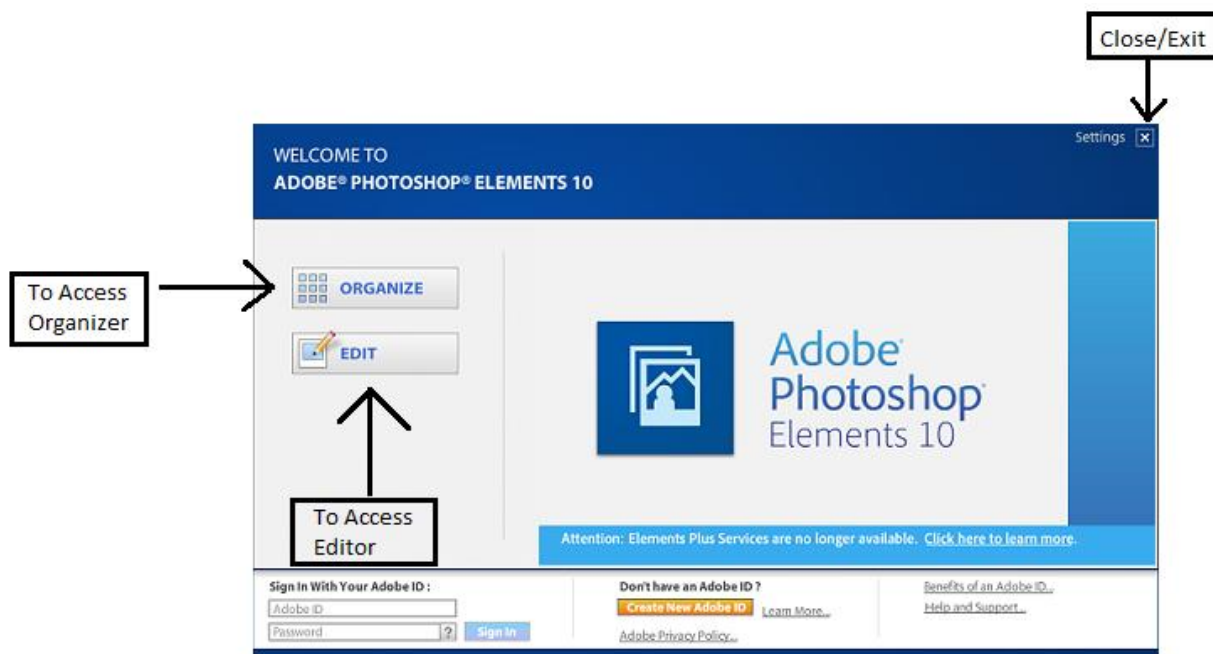 Close/Exit
Settings
WELCOME TO
ADOBE® PHOTOSHOP® ELEMENTS 10
To Access
Organizer
ORGANIZE
EDIT
Adobe®
Photoshop®
Elements 10
To Access
Editor
Attention: Elements Plus Services are no longer available. Click here to learn more.
Sign In With Your Adobe ID :
Adobe ID
Password ? Sign In
Don't have an Adobe ID ?
Create New Adobe ID Learn More...
Adobe Privacy Policy...
Benefits of an Adobe ID...
Help and Support...